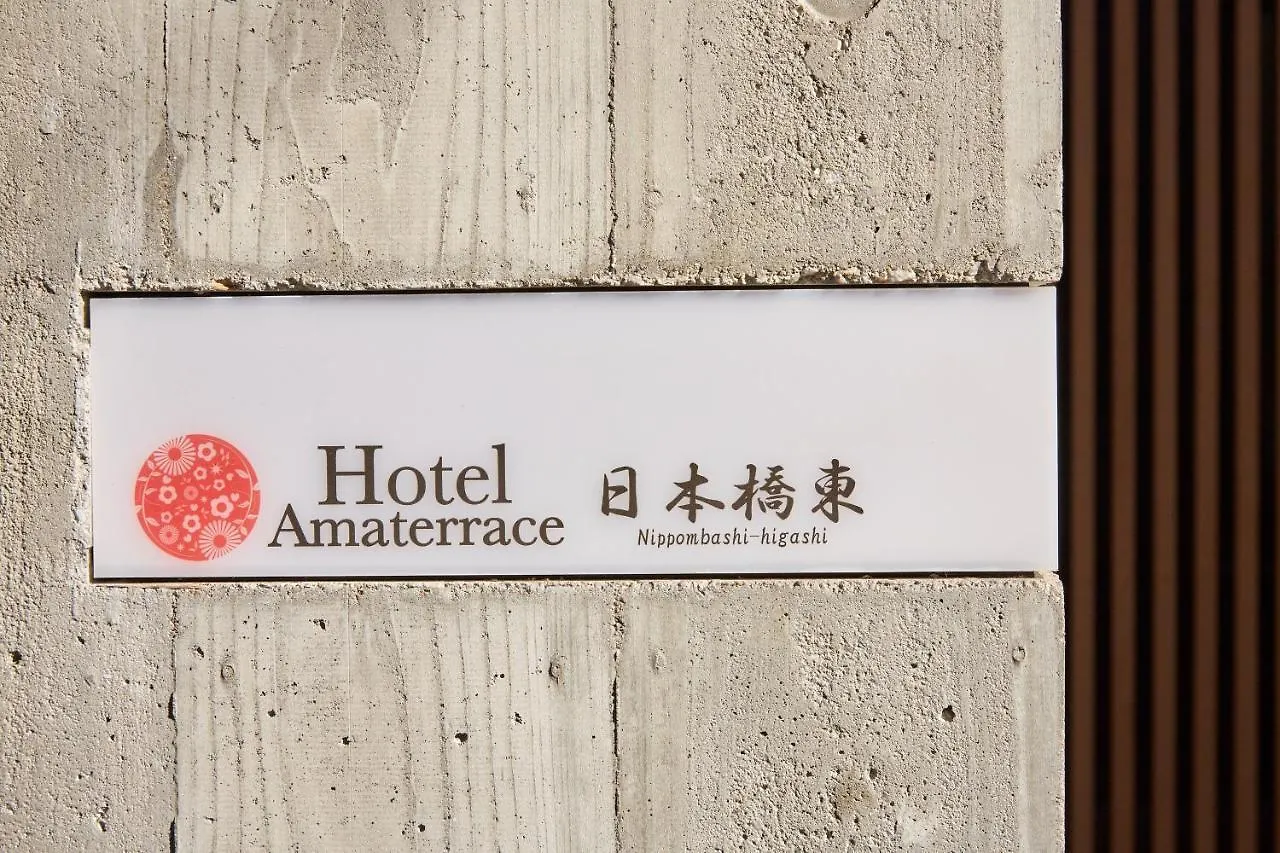 Hotel
Amaterrace
日本橋東
Nippombashi-higashi